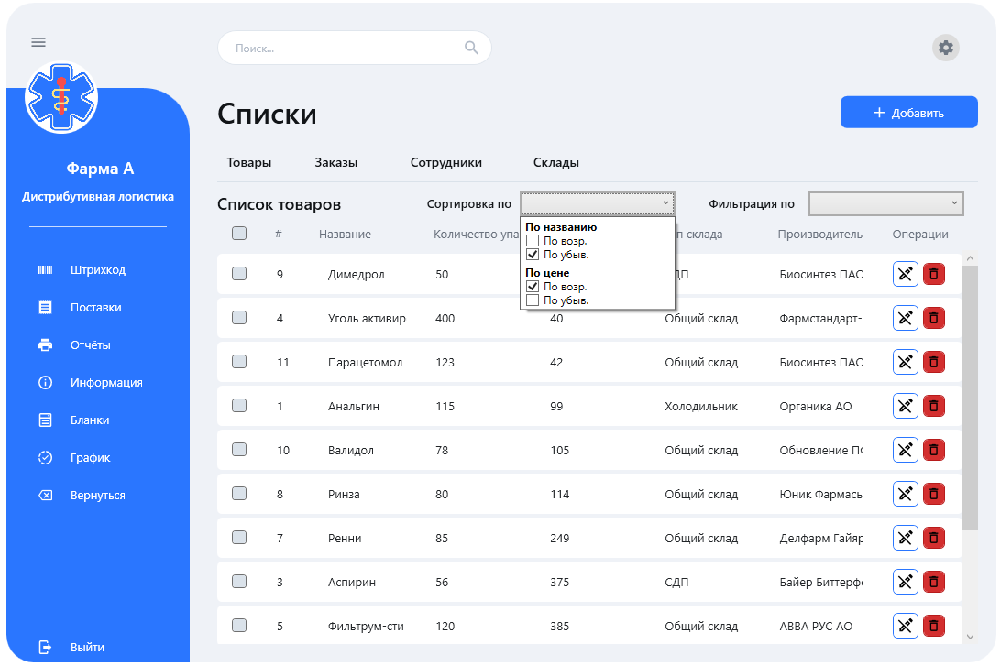 Поиск...
Фарма А
Дистрибутивная логистика
Штрихкод
Поставки
Отчёты
Информация
Бланки
График
Вернуться
Выйти
Списки
+ Добавить
Товары Заказы Сотрудники Склады
Список товаров Сортировка по Фильтрация по
По названию
По возр.
По убыв.
По цене
По возр.
По убыв.
# Название Количество упа п склада Производитель Операции
9 Димедрол 50 ДП Биосинтез ПАО
4 Уголь активир 400 40 Общий склад Фармстандарт-
11 Парацетомол 123 42 Общий склад Биосинтез ПАО
1 Анальгин 115 99 Холодильник Органика АО
10 Валидол 78 105 Общий склад Обновление ПФ
8 Ринза 80 114 Общий склад Юник Фармась
7 Ренни 85 249 Общий склад Делфарм Гайяр
3 Аспирин 56 375 СДП Байер Биттерфе
5 Фильтрум-сти 120 385 Общий склад АВВА РУС АО